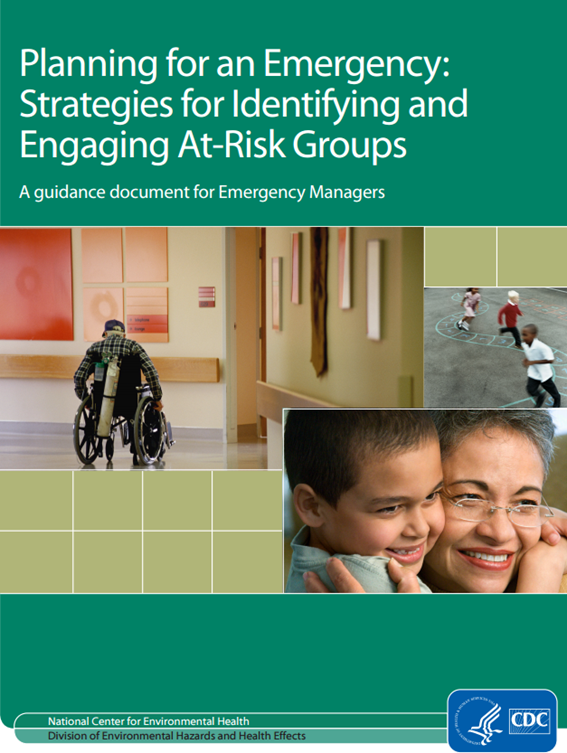 Planning for an Emergency:
Strategies for Identifying and
Engaging At-Risk Groups
A guidance document for Emergency Managers
National Center for Environmental Health
Division of Environmental Hazards and Health Effects
CDC